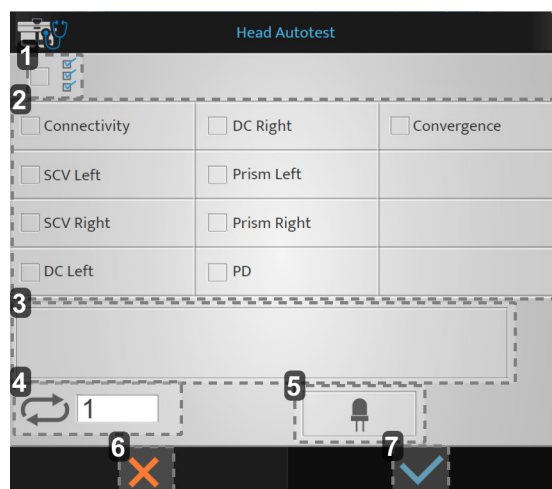 Head Autotest
1
2
Connectivity DC Right Convergence
SCV Left Prism Left
SCV Right Prism Right
DC Left PD
3
4
1
5
6
7